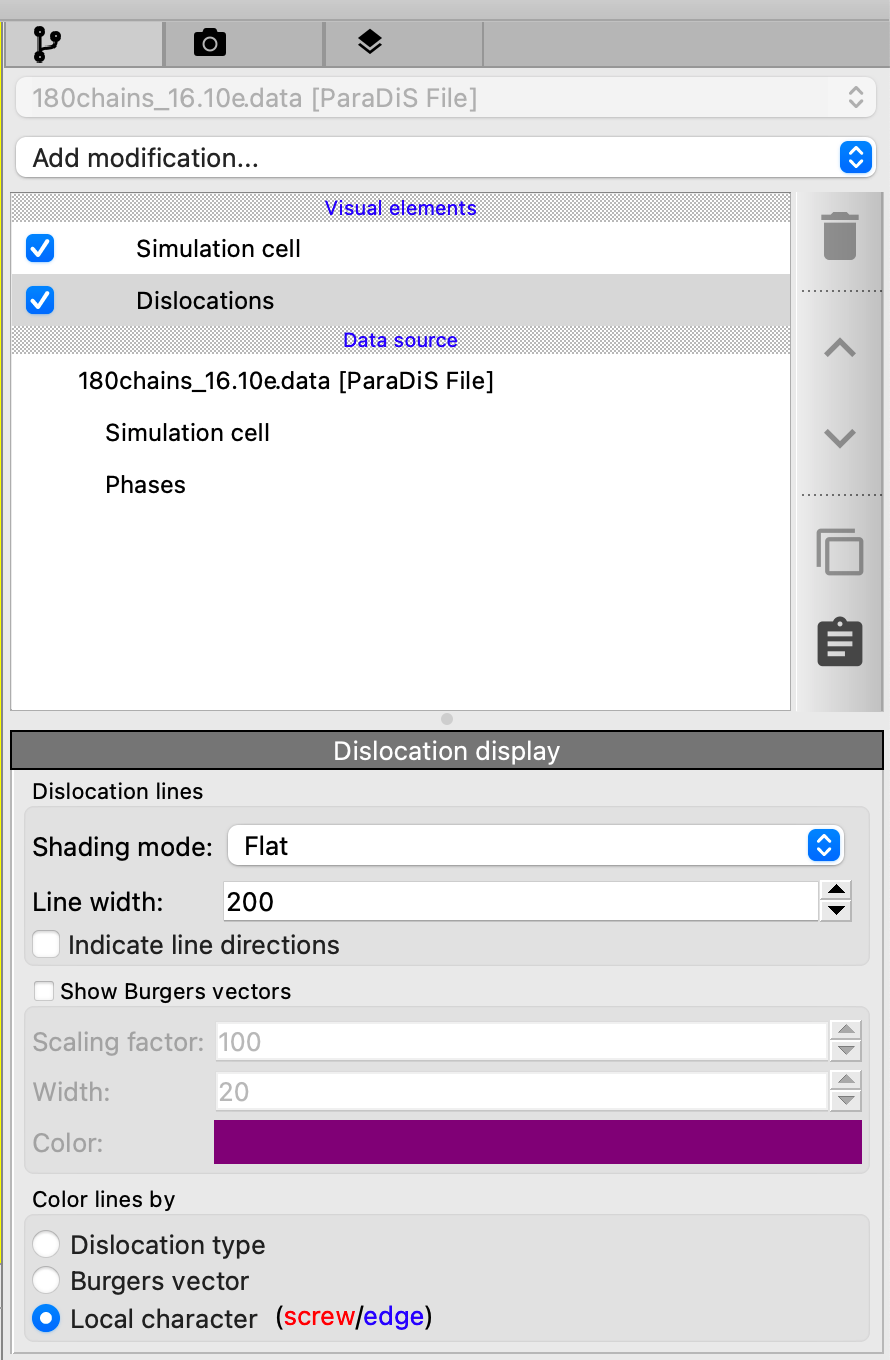 180chains_16.10e.data [ParaDiS File]
Add modification...
Visual elements
Simulation cell
Dislocations
Data source
180chains_16.10e.data [ParaDiS File]
Simulation cell
Phases
Dislocation display
Dislocation lines
Shading mode: Flat
Line width: 200
Indicate line directions
Show Burgers vectors
Scaling factor: 100
Width: 20
Color:
Color lines by
Dislocation type
Burgers vector
Local character (screw/edge)